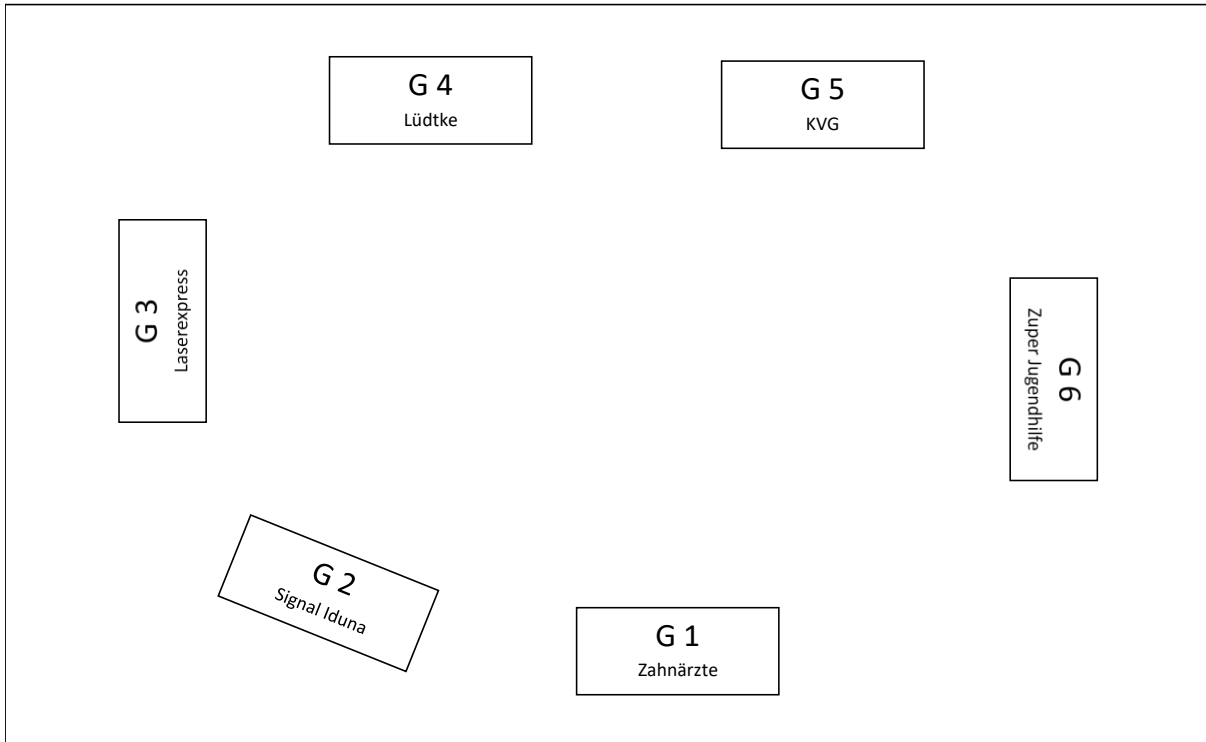 G 4
Lüdtke
G 5
KVG
G 3
Laserexpress
G 6
Zuper Jugendhilfe
G 2
Signal Iduna
G 1
Zahnärzte